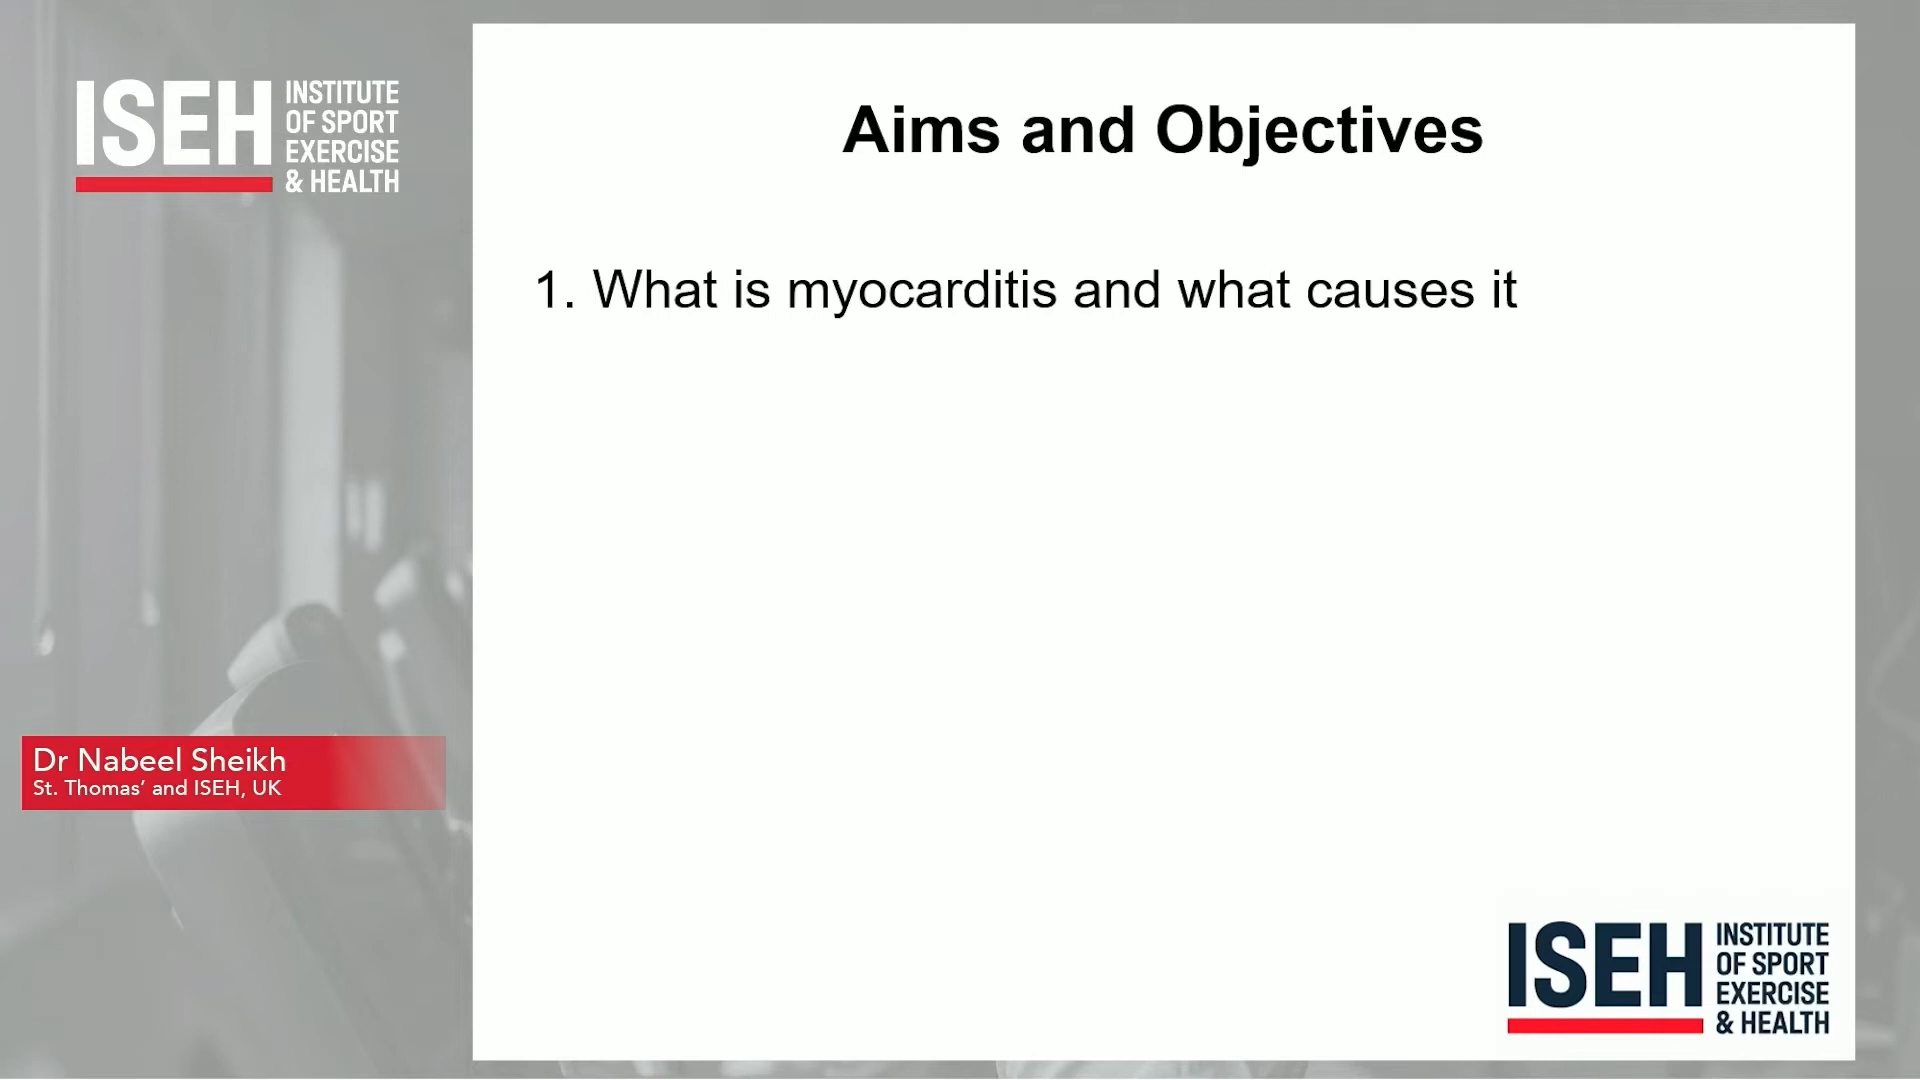 ISEH
INSTITUTE
OF SPORT
EXERCISE
& HEALTH
Aims and Objectives
1. What is myocarditis and what causes it
Dr Nabeel Sheikh
St. Thomas’ and ISEH, UK
ISEH
INSTITUTE
OF SPORT
EXERCISE
& HEALTH